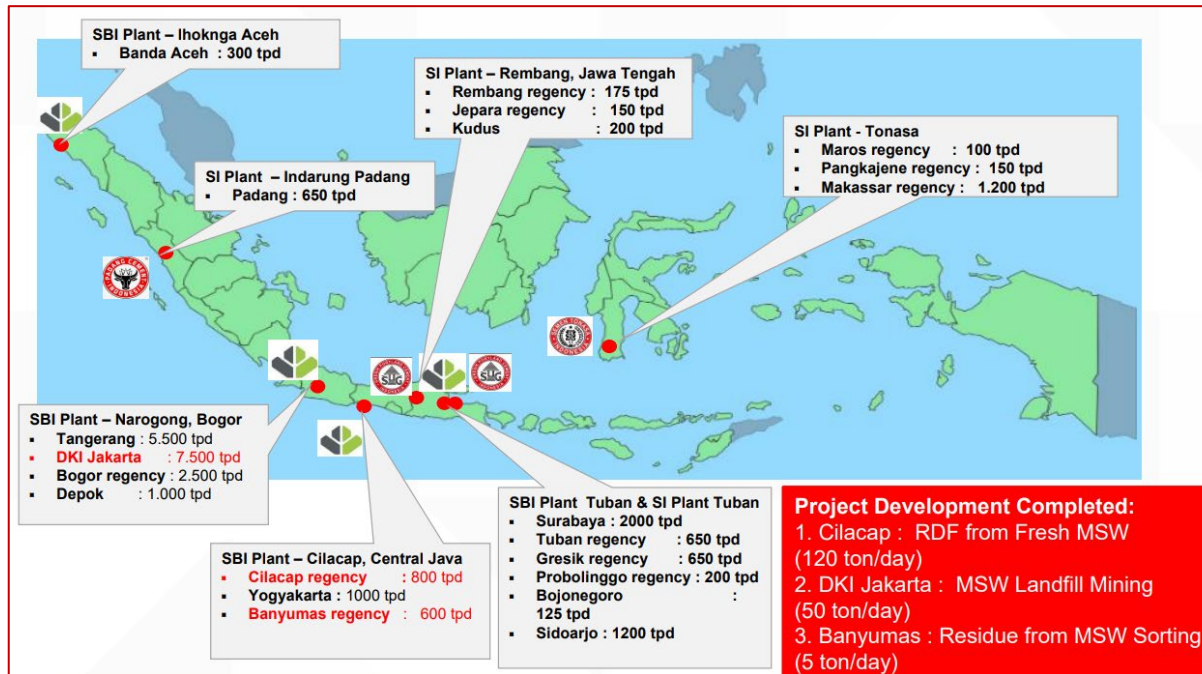 SBI Plant – lhoknga Aceh
▪ Banda Aceh : 300 tpd
SI Plant – Rembang, Jawa Tengah
▪ Rembang regency : 175 tpd
▪ Jepara regency : 150 tpd
▪ Kudus : 200 tpd
SI Plant - Tonasa
▪ Maros regency : 100 tpd
▪ Pangkajene regency : 150 tpd
▪ Makassar regency : 1.200 tpd
SI Plant – Indarung Padang
▪ Padang : 650 tpd
PADANG CEMENT
INDONESIA
SEMEN TONASA
INDONESIA
SBI Plant – Narogong, Bogor
▪ Tangerang : 5.500 tpd
▪ DKI Jakarta : 7.500 tpd
▪ Bogor regency : 2.500 tpd
▪ Depok : 1.000 tpd
SBI Plant – Cilacap, Central Java
▪ Cilacap regency : 800 tpd
▪ Yogyakarta : 1000 tpd
▪ Banyumas regency : 600 tpd
SBI Plant Tuban & SI Plant Tuban
▪ Surabaya : 2000 tpd
▪ Tuban regency : 650 tpd
▪ Gresik regency : 650 tpd
▪ Probolinggo regency : 200 tpd
▪ Bojonegoro :
125 tpd
▪ Sidoarjo : 1200 tpd
Project Development Completed:
1. Cilacap : RDF from Fresh MSW
(120 ton/day)
2. DKI Jakarta : MSW Landfill Mining
(50 ton/day)
3. Banyumas : Residue from MSW Sorting
(5 ton/day)